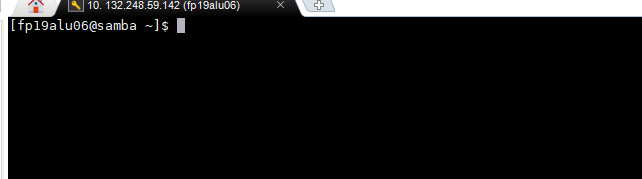 10. 132.248.59.142 (fp19alu06)
[fp19alu06@samba ~]$